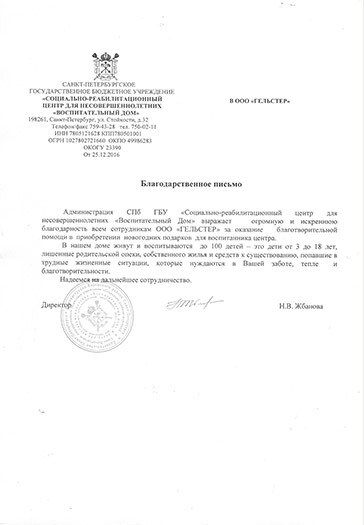 САНКТ-ПЕТЕРБУРГСКОЕ
ГОСУДАРСТВЕННОЕ БЮДЖЕТНОЕ УЧРЕЖДЕНИЕ
«СОЦИАЛЬНО-РЕАБИЛИТАЦИОННЫЙ
ЦЕНТР ДЛЯ НЕСОВЕРШЕННОЛЕТНИХ
«ВОСПИТАТЕЛЬНЫЙ ДОМ»
198261, Санкт-Петербург, ул. Стойкости, д.32
Телефон/факс 759-43-28 тел. 750-02-11
ИНН 7805121628 КПП780501001
ОГРН 1027802721660 ОКПО 49986283
ОКОГУ 23390
От 25.12.2016
В ООО «ГЕЛЬСТЕР»
Благодарственное письмо
Администрация СПб ГБУ «Социально-реабилитационный центр для
несовершеннолетних «Воспитательный Дом» выражает огромную и искреннюю
благодарность всем сотрудникам ООО «ГЕЛЬСТЕР» за оказание благотворительной
помощи в приобретении новогодних подарков для воспитанника центра.
В нашем доме живут и воспитываются до 100 детей – это дети от 3 до 18 лет,
лишенные родительской опеки, собственного жилья и средств к существованию, попавшие в
трудные жизненные ситуации, которые нуждаются в Вашей заботе, тепле и
благотворительности.
Надеемся на дальнейшее сотрудничество.
Директор
Н.В. Жбанова